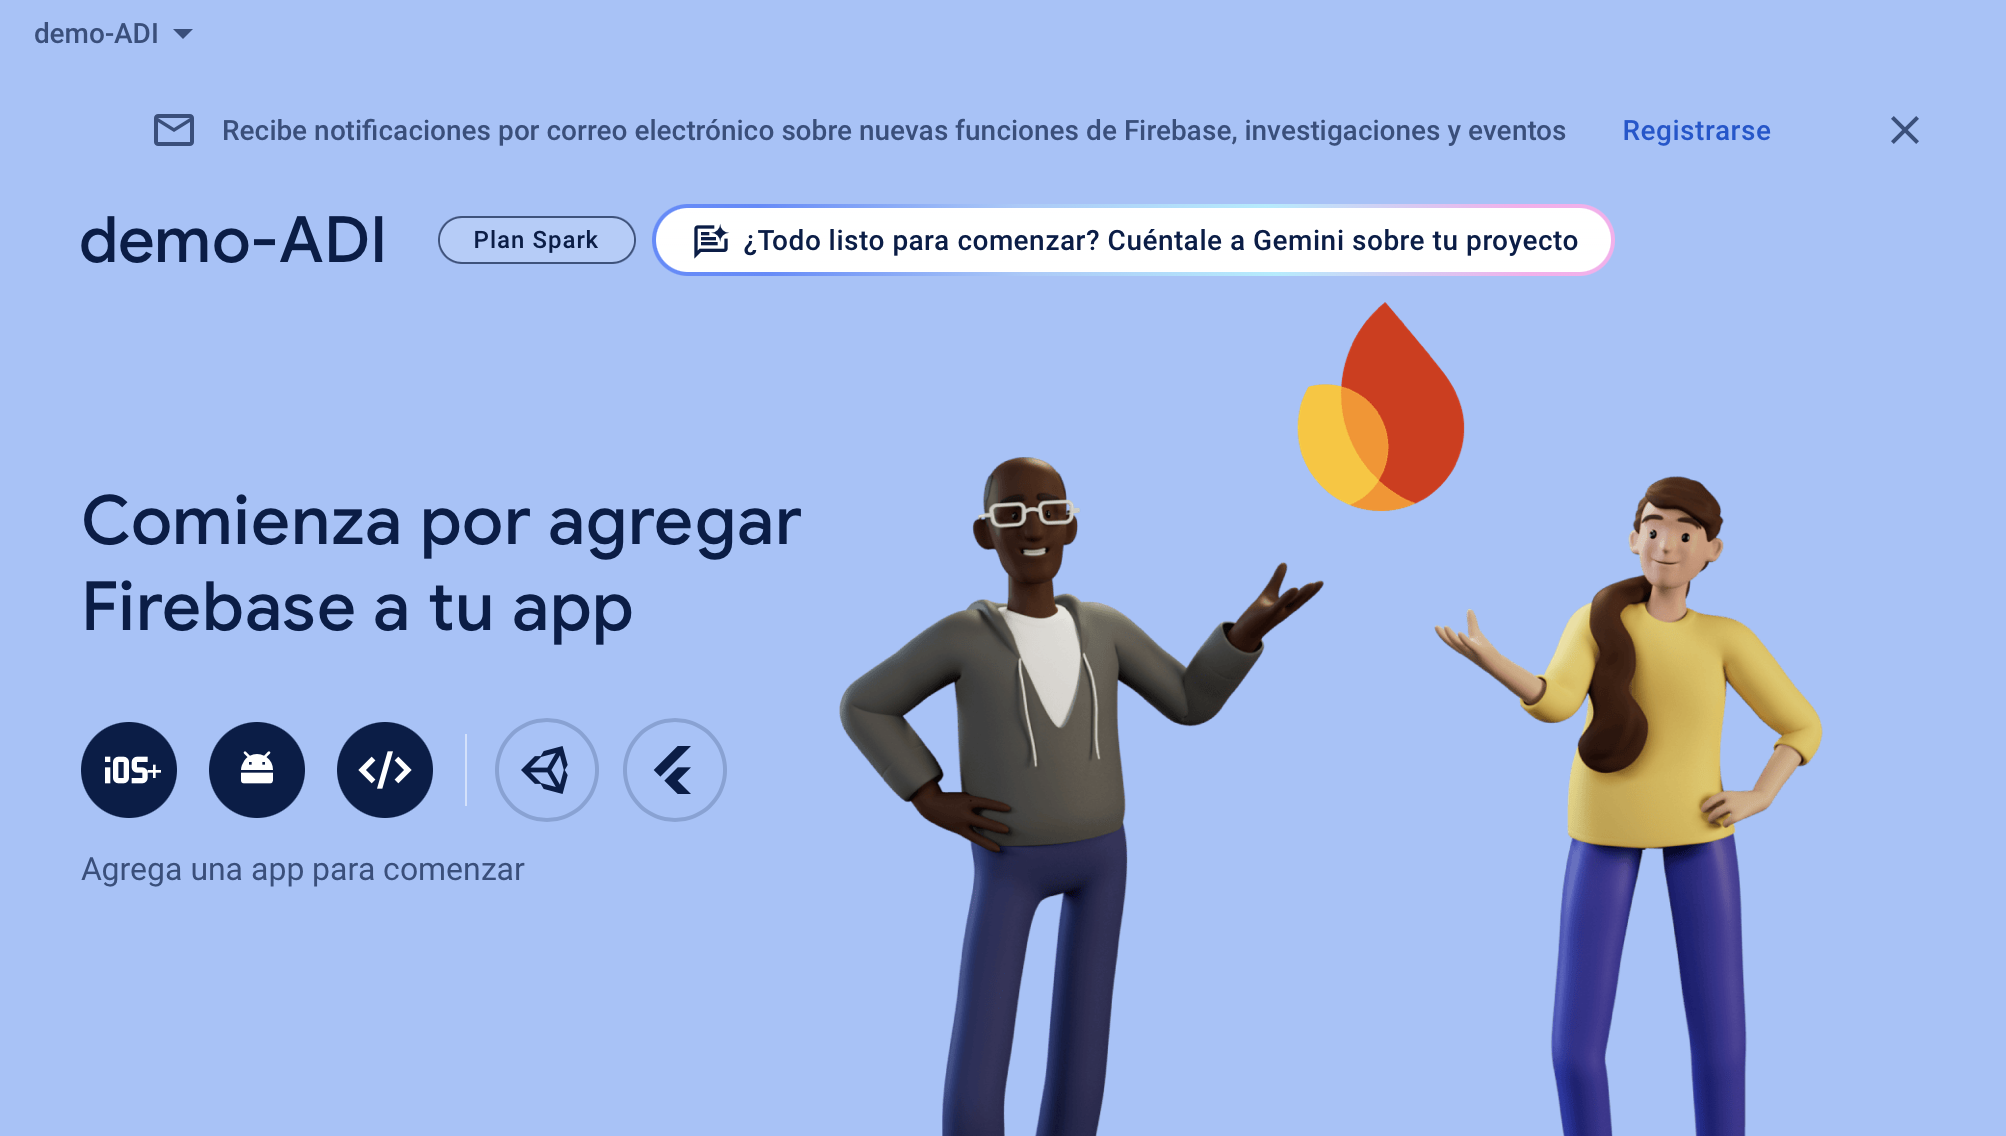 demo-ADI
Recibe notificaciones por correo electrónico sobre nuevas funciones de Firebase, investigaciones y eventos
Registrarse
demo-ADI
Plan Spark
¿Todo listo para comenzar? Cuéntale a Gemini sobre tu proyecto
Comienza por agregar
Firebase a tu app
iOS+
Agrega una app para comenzar